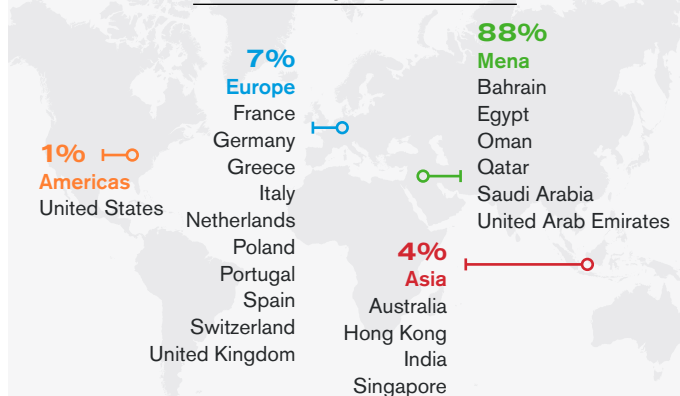 1%
Americas
United States
7%
Europe
France
Germany
Greece
Italy
Netherlands
Poland
Portugal
Spain
Switzerland
United Kingdom
88%
Mena
Bahrain
Egypt
Oman
Qatar
Saudi Arabia
United Arab Emirates
4%
Asia
Australia
Hong Kong
India
Singapore